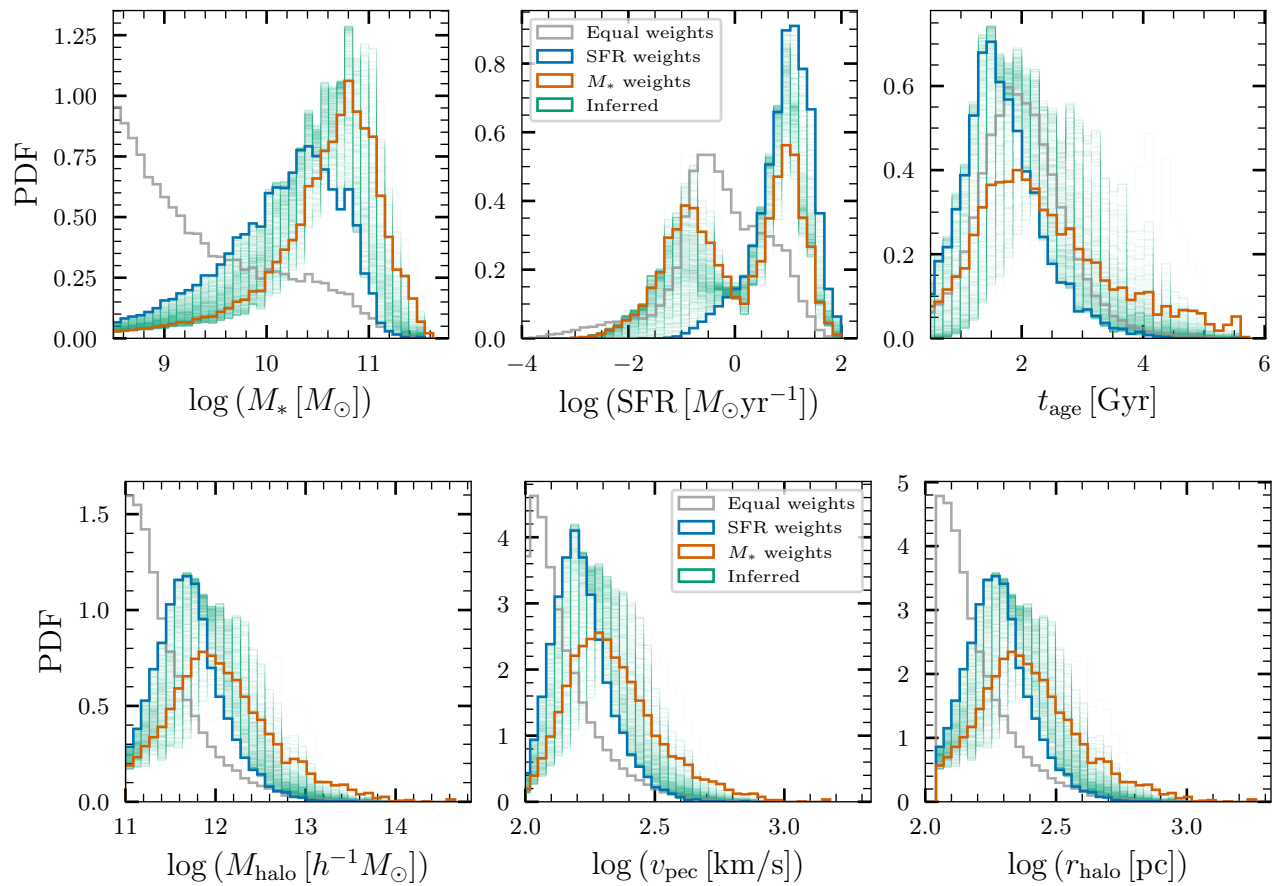 PDF
1.25
1.00
0.75
0.50
0.25
0.00
9 10 11
log (M∗ [M⊙])
Equal weights
SFR weights
M∗ weights
Inferred
0.8
0.6
0.4
0.2
0.0
−4 −2 0 2
log (SFR [M⊙yr⁻¹])
0.6
0.4
0.2
0.0
2 4 6
t_age [Gyr]
PDF
1.5
1.0
0.5
0.0
11 12 13 14
log (M_halo [h⁻¹M⊙])
Equal weights
SFR weights
M∗ weights
Inferred
4
3
2
1
0
2.0 2.5 3.0
log (v_pec [km/s])
5
4
3
2
1
0
2.0 2.5 3.0
log (r_halo [pc])